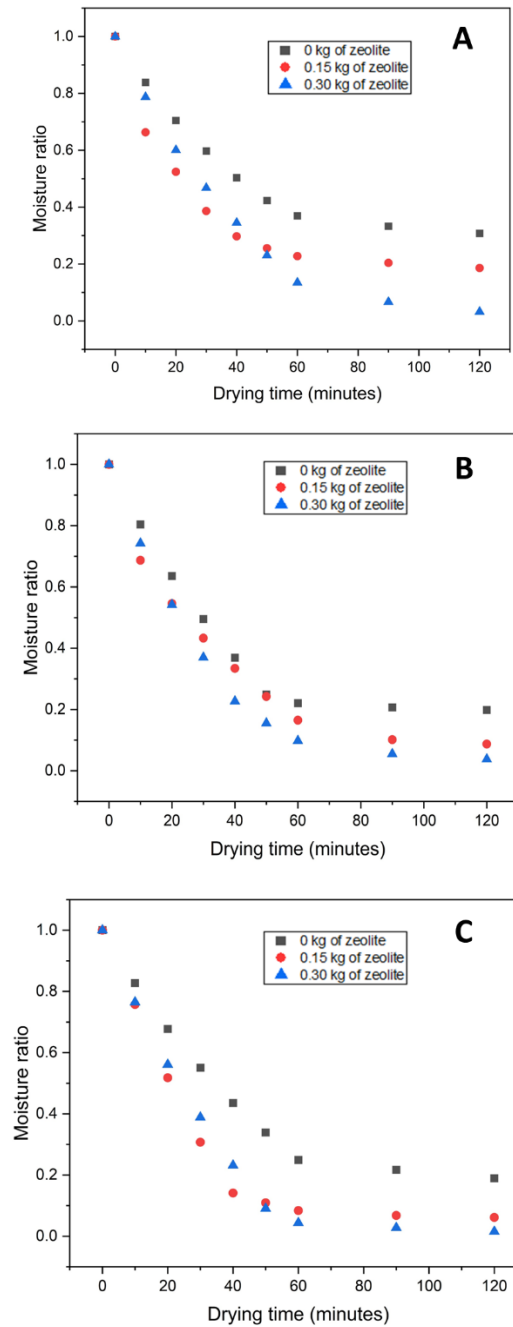 A
0 kg of zeolite
0.15 kg of zeolite
0.30 kg of zeolite
1.0
0.8
0.6
0.4
0.2
0.0
Moisture ratio
0 20 40 60 80 100 120
Drying time (minutes)
B
0 kg of zeolite
0.15 kg of zeolite
0.30 kg of zeolite
1.0
0.8
0.6
0.4
0.2
0.0
Moisture ratio
0 20 40 60 80 100 120
Drying time (minutes)
C
0 kg of zeolite
0.15 kg of zeolite
0.30 kg of zeolite
1.0
0.8
0.6
0.4
0.2
0.0
Moisture ratio
0 20 40 60 80 100 120
Drying time (minutes)